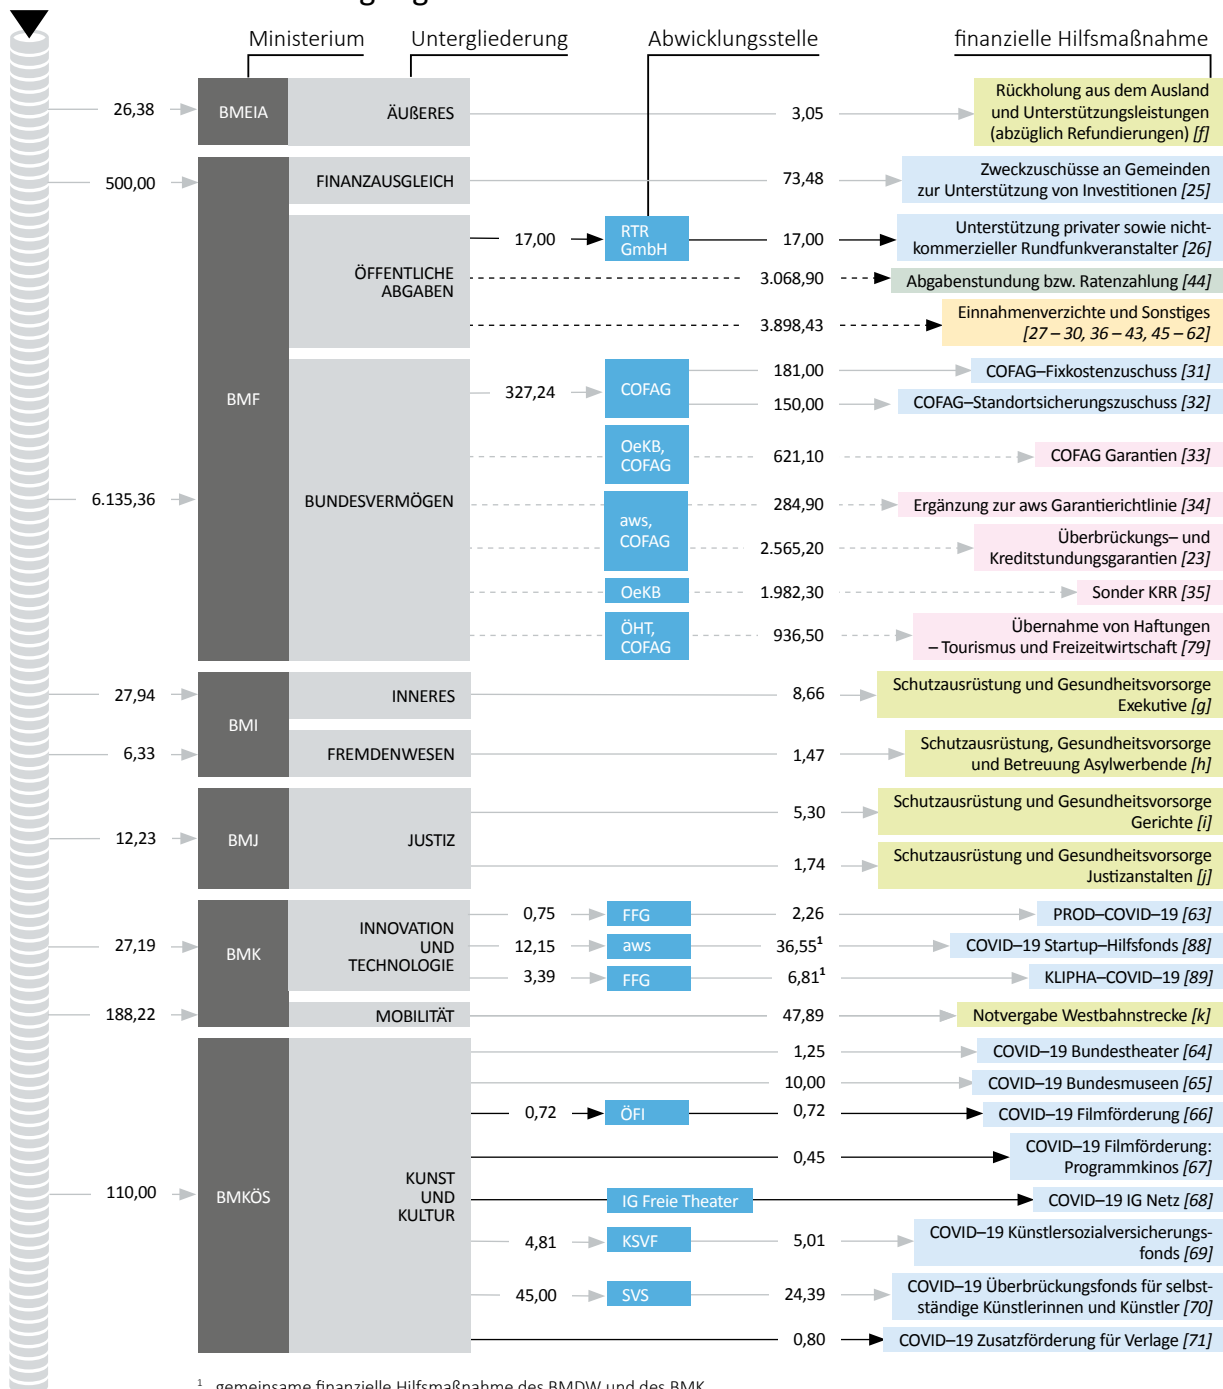 Ministerium Untergliederung Abwicklungsstelle finanzielle Hilfsmaßnahme
26,38 BMEIA ÄUßERES 3,05 Rückholung aus dem Ausland
und Unterstützungsleistungen
(abzüglich Refundierungen) [f]
500,00 FINANZAUSGLEICH 73,48 Zweckzuschüsse an Gemeinden
zur Unterstützung von Investitionen [25]
17,00 RTR
GmbH 17,00 Unterstützung privater sowie nicht-
kommerzieller Rundfunkveranstalter [26]
ÖFFENTLICHE
ABGABEN
3.068,90 Abgabenstundung bzw. Ratenzahlung [44]
3.898,43 Einnahmenverzichte und Sonstiges
[27 – 30, 36 – 43, 45 – 62]
BMF
327,24 COFAG 181,00 COFAG–Fixkostenzuschuss [31]
150,00 COFAG–Standortsicherungszuschuss [32]
OeKB,
COFAG 621,10 COFAG Garantien [33]
6.135,36 BUNDESVERMÖGEN
aws,
COFAG
284,90 Ergänzung zur aws Garantierichtlinie [34]
2.565,20 Überbrückungs– und
Kreditstundungsgarantien [23]
OeKB 1.982,30 Sonder KRR [35]
ÖHT,
COFAG 936,50 Übernahme von Haftungen
– Tourismus und Freizeitwirtschaft [79]
27,94 BMI INNERES 8,66 Schutzausrüstung und Gesundheitsvorsorge
Exekutive [g]
6,33 FREMDENWESEN 1,47 Schutzausrüstung, Gesundheitsvorsorge
und Betreuung Asylwerbende [h]
12,23 BMJ JUSTIZ 5,30 Schutzausrüstung und Gesundheitsvorsorge
Gerichte [i]
1,74 Schutzausrüstung und Gesundheitsvorsorge
Justizanstalten [j]
27,19 BMK INNOVATION
UND
TECHNOLOGIE
0,75 FFG 2,26 PROD–COVID–19 [63]
12,15 aws 36,55¹ COVID–19 Startup–Hilfsfonds [88]
3,39 FFG 6,81¹ KLIPHA–COVID–19 [89]
188,22 MOBILITÄT 47,89 Notvergabe Westbahnstrecke [k]
1,25 COVID–19 Bundestheater [64]
10,00 COVID–19 Bundesmuseen [65]
0,72 ÖFI 0,72 COVID–19 Filmförderung [66]
0,45 COVID–19 Filmförderung:
Programmkinos [67]
110,00 BMKÖS KUNST
UND
KULTUR
IG Freie Theater COVID–19 IG Netz [68]
4,81 KSVF 5,01 COVID–19 Künstlersozialversicherungs-
fonds [69]
45,00 SVS 24,39 COVID–19 Überbrückungsfonds für selbst-
ständige Künstlerinnen und Künstler [70]
0,80 COVID–19 Zusatzförderung für Verlage [71]
¹ gemeinsame finanzielle Hilfsmaßnahme des BMDW und des BMK